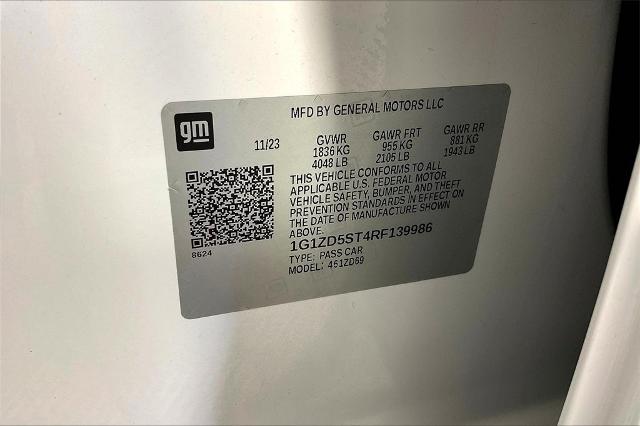 MFD BY GENERAL MOTORS LLC
gm
11/23 GVWR GAWR FRT GAWR RR
1836 KG 955 KG 881 KG
4048 LB 2105 LB 1943 LB
THIS VEHICLE CONFORMS TO ALL
APPLICABLE U.S. FEDERAL MOTOR
VEHICLE SAFETY, BUMPER, AND THEFT
PREVENTION STANDARDS IN EFFECT ON
THE DATE OF MANUFACTURE SHOWN
ABOVE.
1G1ZD5ST4RF139986
8624
TYPE: PASS CAR
MODEL: 461ZD69